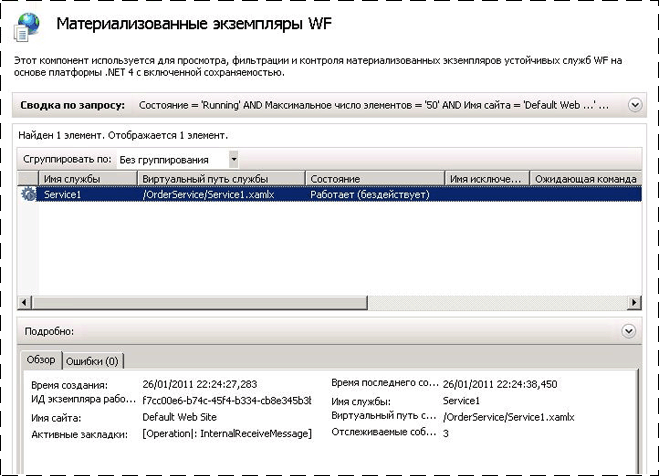 Материализованные экземпляры WF
Этот компонент используется для просмотра, фильтрации и контроля материализованных экземпляров устойчивых служб WF на
основе платформы .NET 4 с включенной сохраняемостью.
Сводка по запросу: Состояние = 'Running' AND Максимальное число элементов = '50' AND Имя сайта = 'Default Web ...' ...
Найден 1 элемент. Отображается 1 элемент.
Сгруппировать по: Без группирования
Имя службы Виртуальный путь службы Состояние Имя исключе... Ожидающая команда
Service1 /OrderService/Service1.xamlx Работает (бездействует)
Подробно:
Обзор Ошибки (0)
Время создания: 26/01/2011 22:24:27,283 Время последнего со... 26/01/2011 22:24:38,450
ИД экземпляра рабо... f7cc00e6-b74c-45f4-b334-cb8e345b3b Имя службы: Service1
Имя сайта: Default Web Site Виртуальный путь с... /OrderService/Service1.xamlx
Активные закладки: [Operation|: InternalReceiveMessage] Отслеживаемые соб... 3